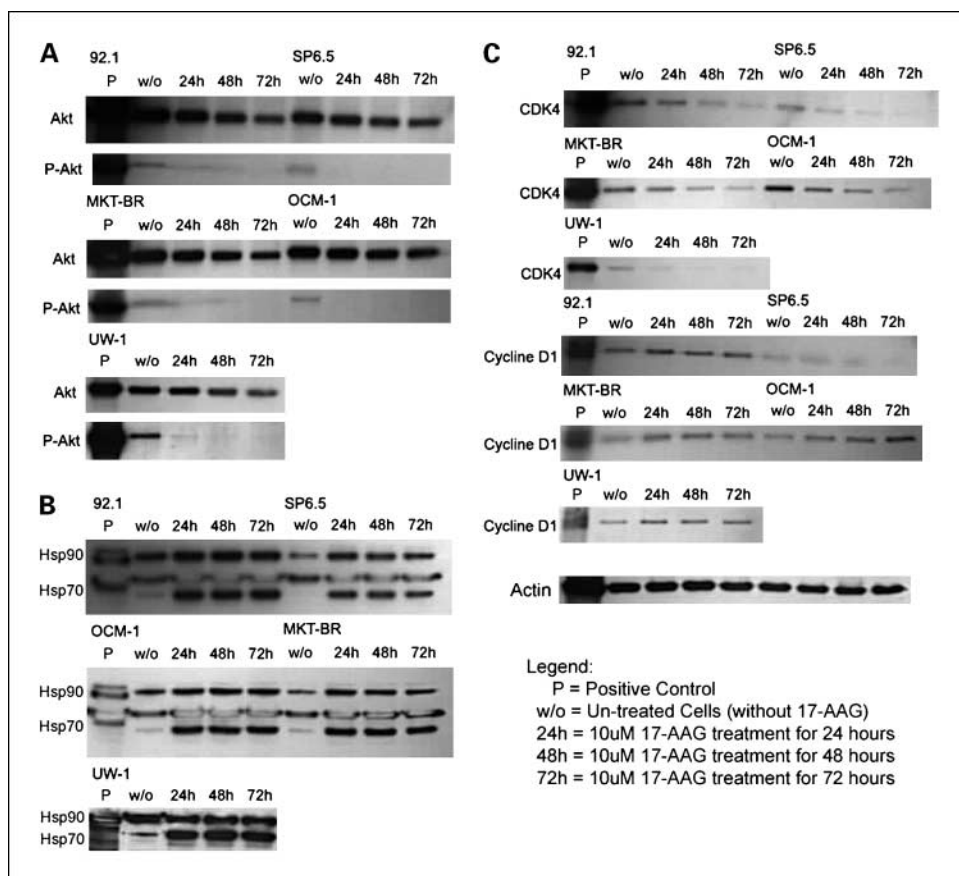 A
92.1 SP6.5
P w/o 24h 48h 72h w/o 24h 48h 72h
Akt
P-Akt
MKT-BR OCM-1
P w/o 24h 48h 72h w/o 24h 48h 72h
Akt
P-Akt
UW-1
P w/o 24h 48h 72h
Akt
P-Akt
B
92.1 SP6.5
P w/o 24h 48h 72h w/o 24h 48h 72h
Hsp90
Hsp70
OCM-1 MKT-BR
P w/o 24h 48h 72h w/o 24h 48h 72h
Hsp90
Hsp70
UW-1
P w/o 24h 48h 72h
Hsp90
Hsp70
C
92.1 SP6.5
P w/o 24h 48h 72h w/o 24h 48h 72h
CDK4
MKT-BR OCM-1
P w/o 24h 48h 72h w/o 24h 48h 72h
CDK4
UW-1
P w/o 24h 48h 72h
CDK4
92.1 SP6.5
P w/o 24h 48h 72h w/o 24h 48h 72h
Cycline D1
MKT-BR OCM-1
P w/o 24h 48h 72h w/o 24h 48h 72h
Cycline D1
UW-1
P w/o 24h 48h 72h
Cycline D1
Actin
Legend:
P = Positive Control
w/o = Un-treated Cells (without 17-AAG)
24h = 10uM 17-AAG treatment for 24 hours
48h = 10uM 17-AAG treatment for 48 hours
72h = 10uM 17-AAG treatment for 72 hours